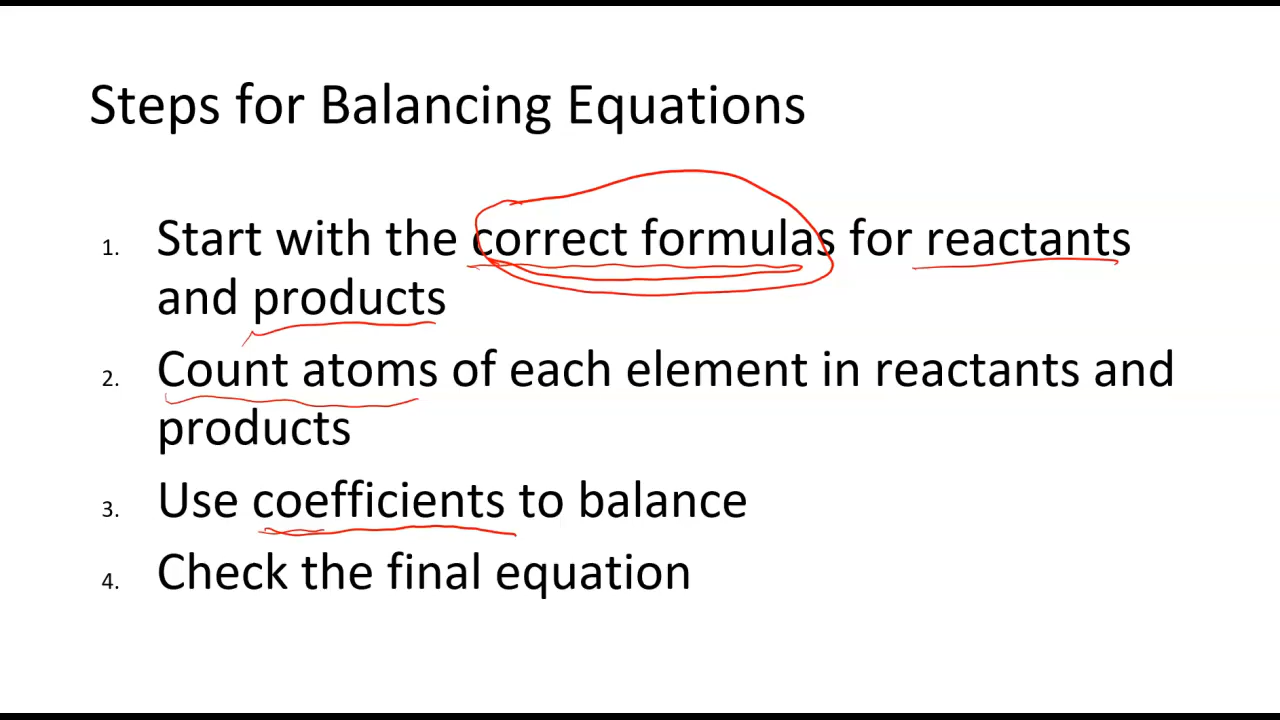 Steps for Balancing Equations
1. Start with the correct formulas for reactants
and products
2. Count atoms of each element in reactants and
products
3. Use coefficients to balance
4. Check the final equation